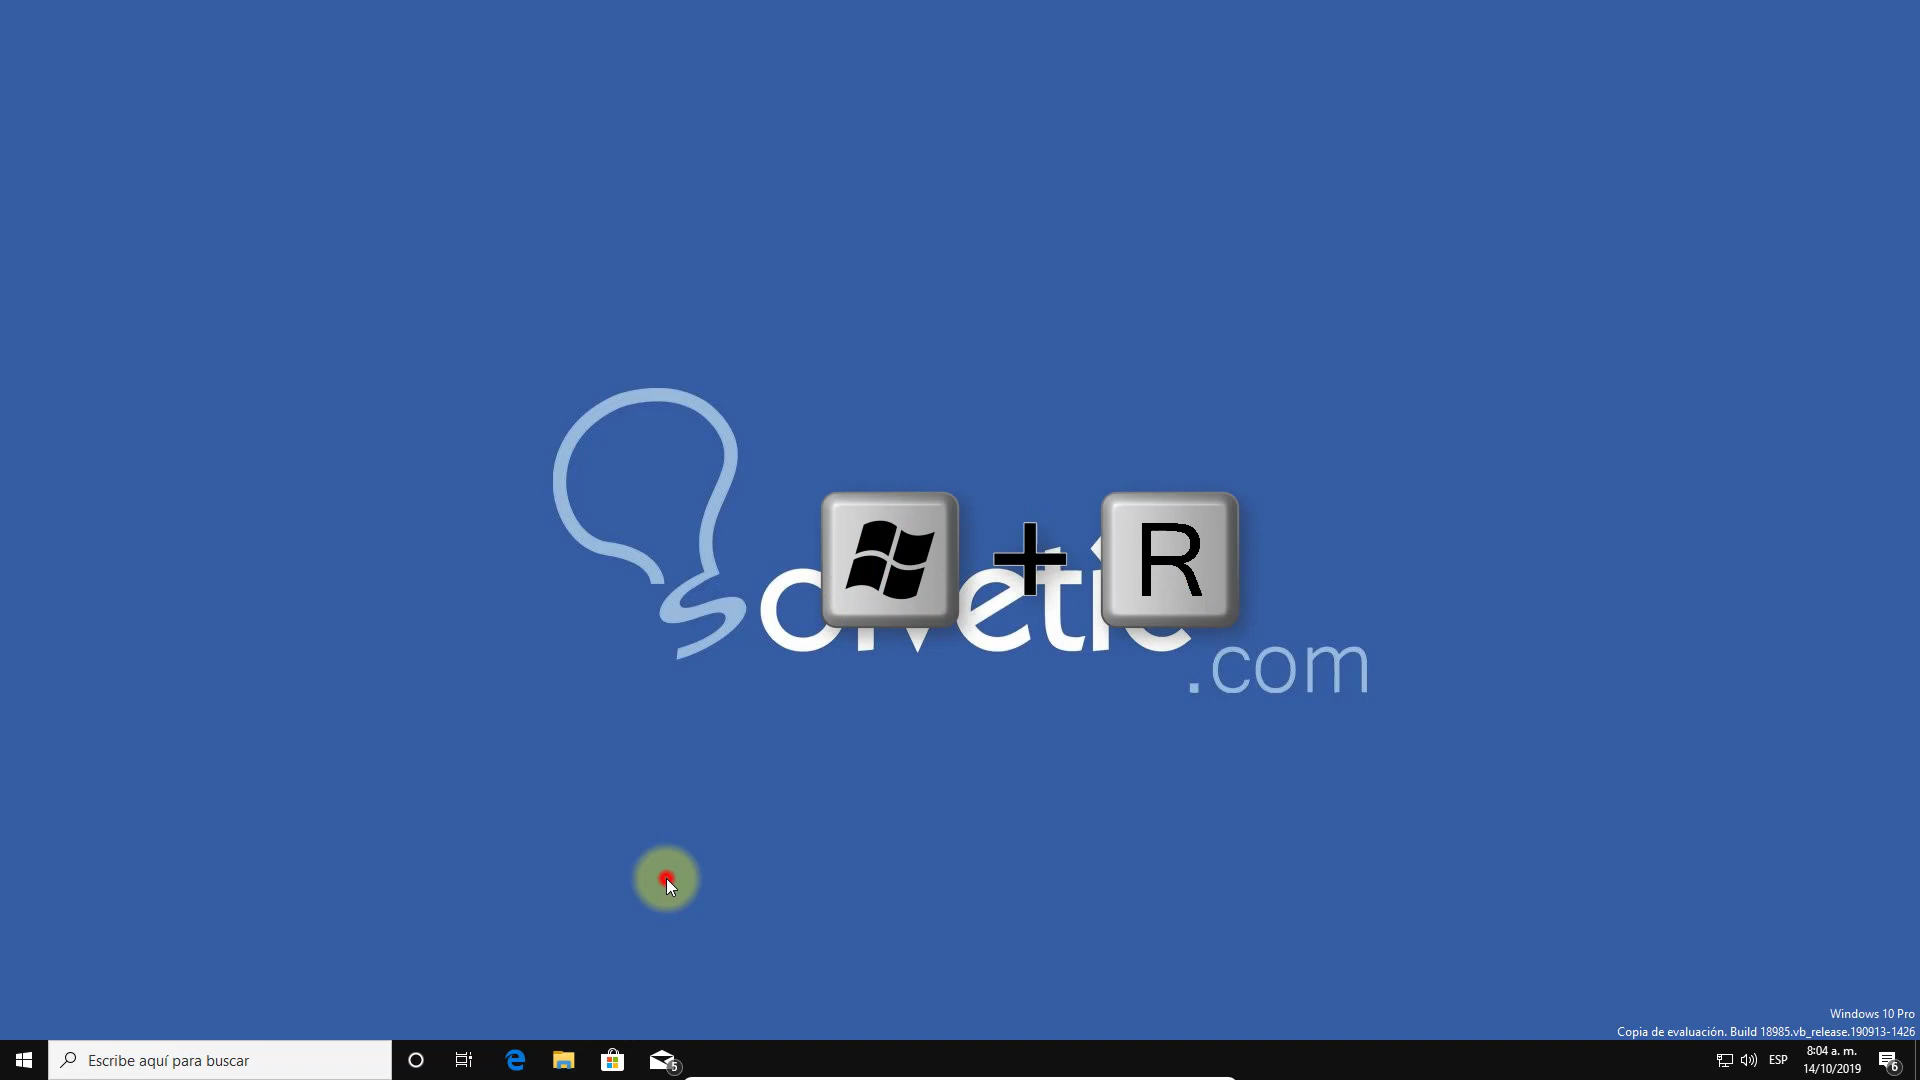 + R
olvetic
.com
Windows 10 Pro
Copia de evaluación. Build 18985.vb_release.190913-1426
Escribe aquí para buscar
5
ESP
8:04 a. m.
14/10/2019
6